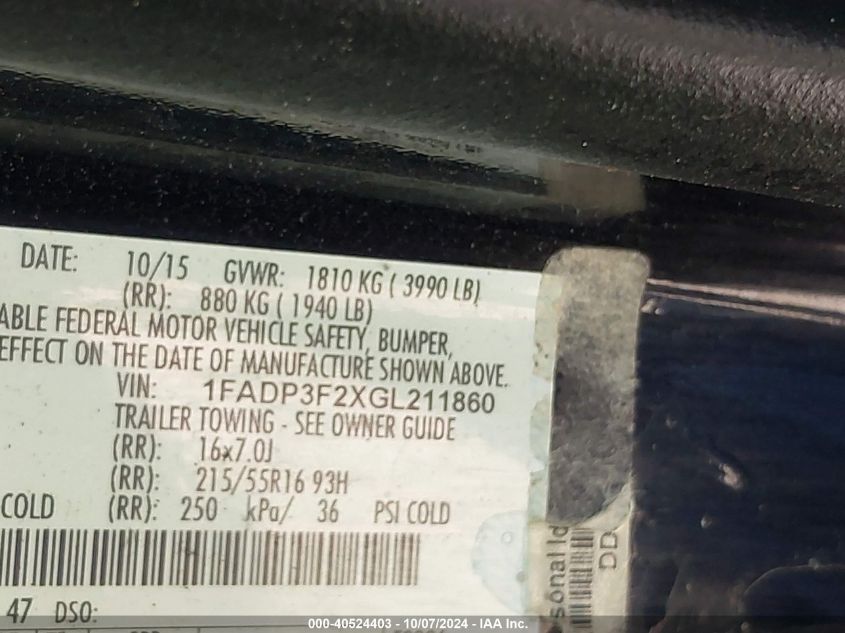 DATE: 10/15 GVWR: 1810 KG ( 3990 LB)
(RR): 880 KG ( 1940 LB)
ABLE FEDERAL MOTOR VEHICLE SAFETY, BUMPER,
EFFECT ON THE DATE OF MANUFACTURE SHOWN ABOVE.
VIN: 1FADP3F2XGL211860
TRAILER TOWING - SEE OWNER GUIDE
(RR): 16x7.0J
(RR): 215/55R16 93H
COLD (RR): 250 kPa/ 36 PSI COLD
47 DSO:
sonal Id
DD
000-40524403 - 10/07/2024 - IAA Inc.